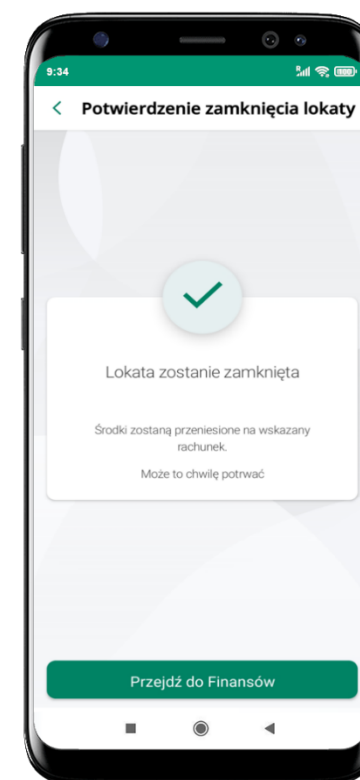 9:34
Potwierdzenie zamknięcia lokaty
Lokata zostanie zamknięta
Środki zostaną przeniesione na wskazany
rachunek.
Może to chwilę potrwać
Przejdź do Finansów